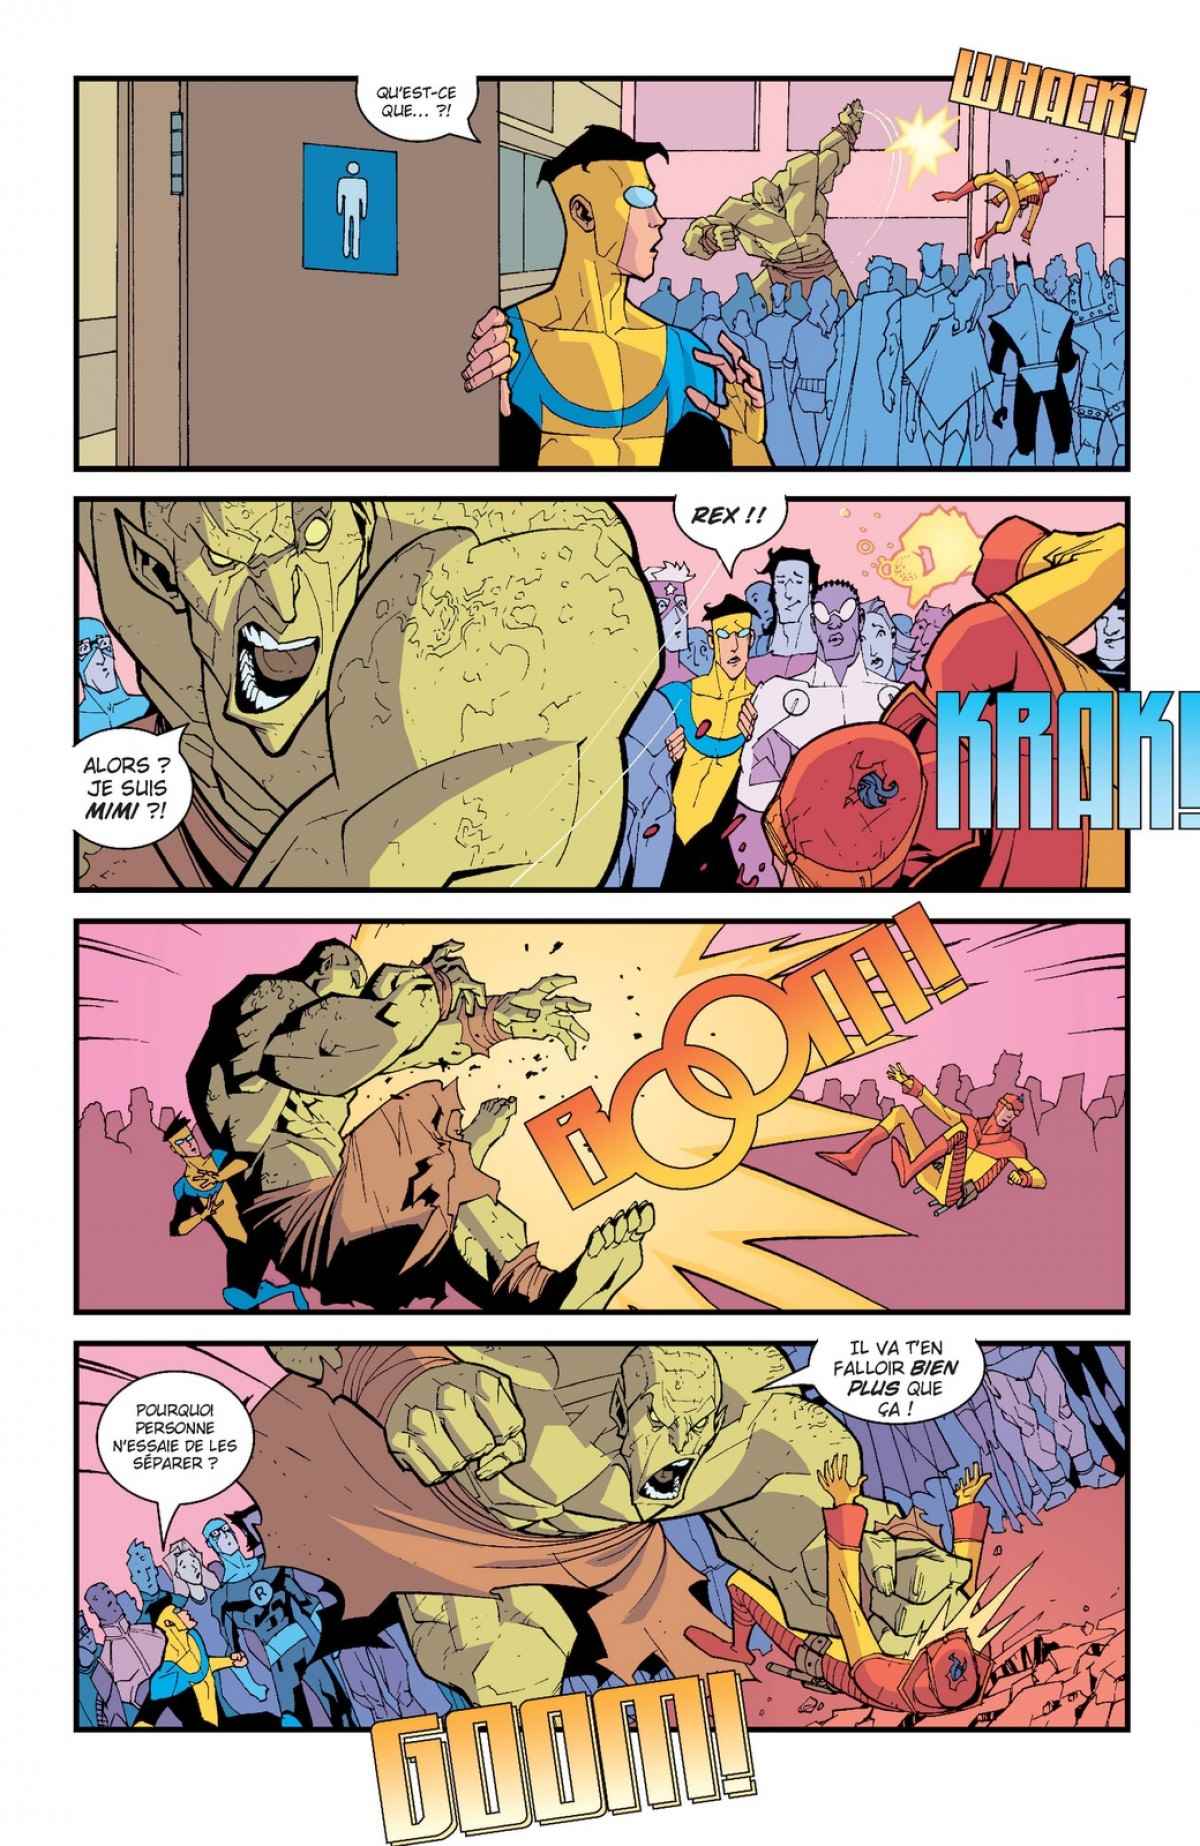 QU'EST-CE
QUE... ?!
WHACK!
ALORS ?
JE SUIS
MIMI ?!
REX !!
KRAK!
BOOM!
POURQUOI
PERSONNE
N'ESSAIE DE LES
SÉPARER ?
IL VA T'EN
FALLOIR BIEN
PLUS QUE
ÇA !
R
GOOM!